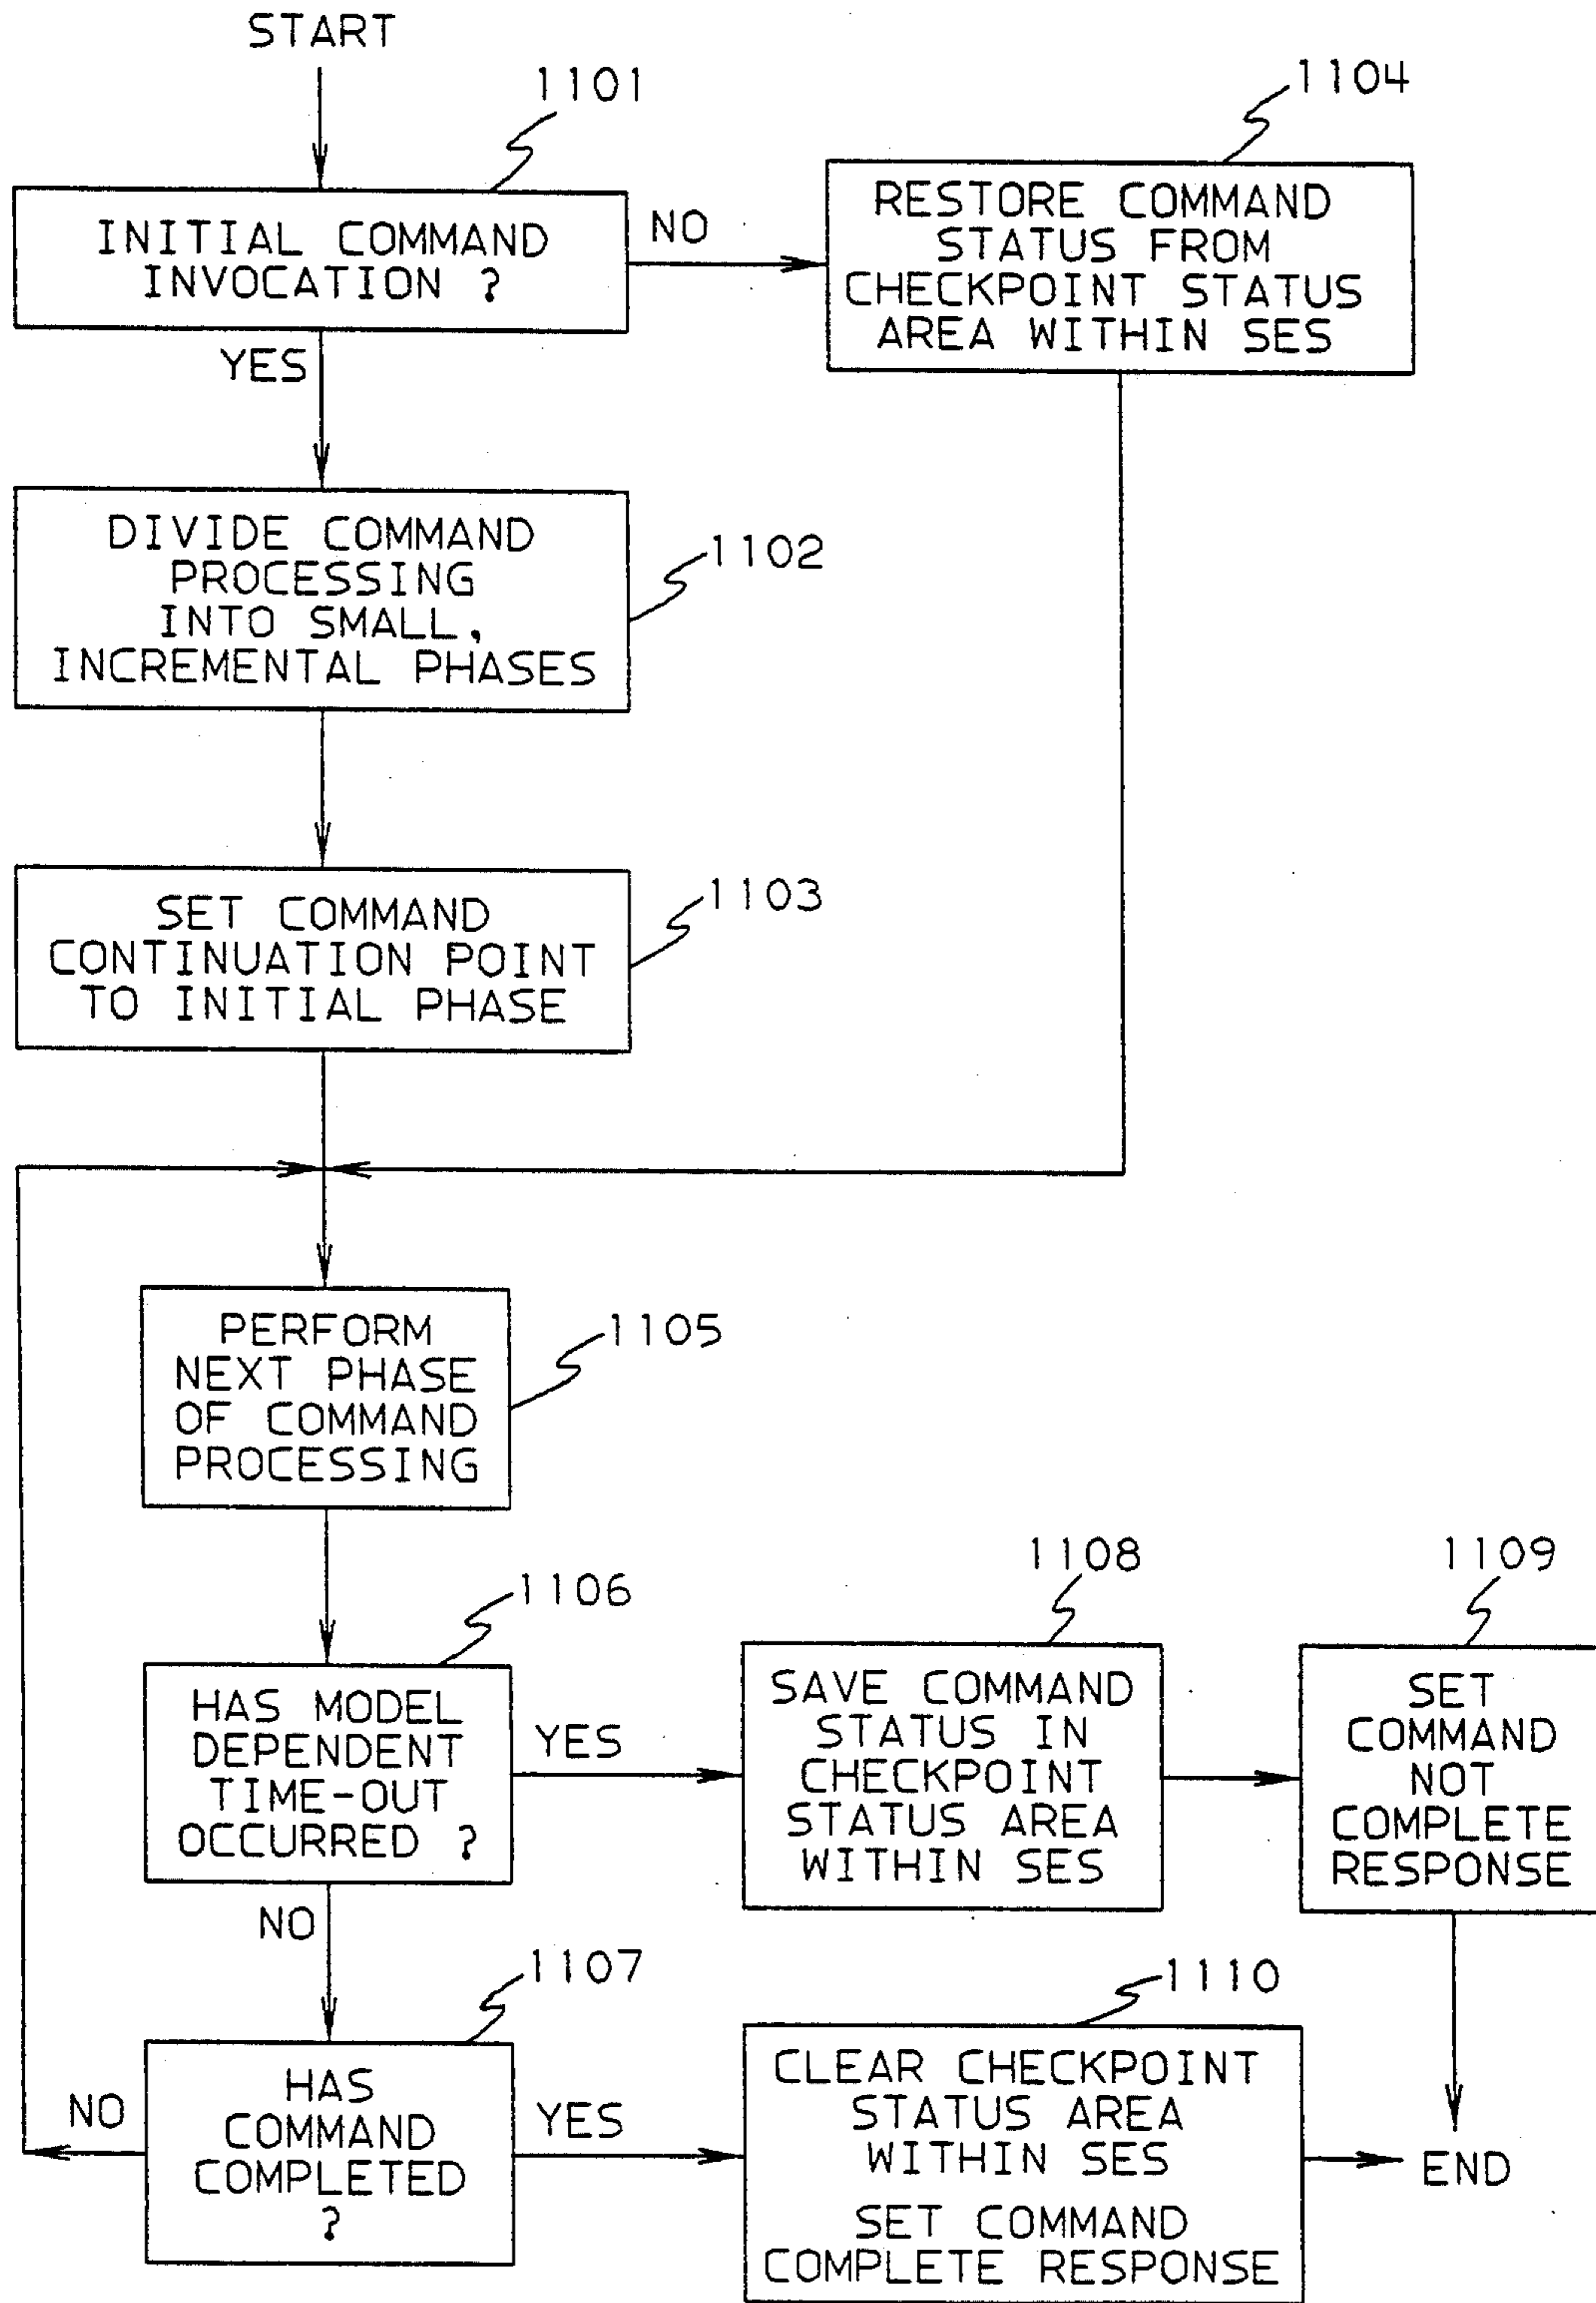 START
1101
INITIAL COMMAND
INVOCATION ?
NO
1104
RESTORE COMMAND
STATUS FROM
CHECKPOINT STATUS
AREA WITHIN SES
YES
DIVIDE COMMAND
PROCESSING
INTO SMALL,
INCREMENTAL PHASES
1102
SET COMMAND
CONTINUATION POINT
TO INITIAL PHASE
1103
PERFORM
NEXT PHASE
OF COMMAND
PROCESSING
1105
1106
HAS MODEL
DEPENDENT
TIME-OUT
OCCURRED ?
YES
1108
SAVE COMMAND
STATUS IN
CHECKPOINT
STATUS AREA
WITHIN SES
1109
SET
COMMAND
NOT
COMPLETE
RESPONSE
NO
1107
HAS
COMMAND
COMPLETED
?
NO
YES
1110
CLEAR CHECKPOINT
STATUS AREA
WITHIN SES
SET COMMAND
COMPLETE RESPONSE
END